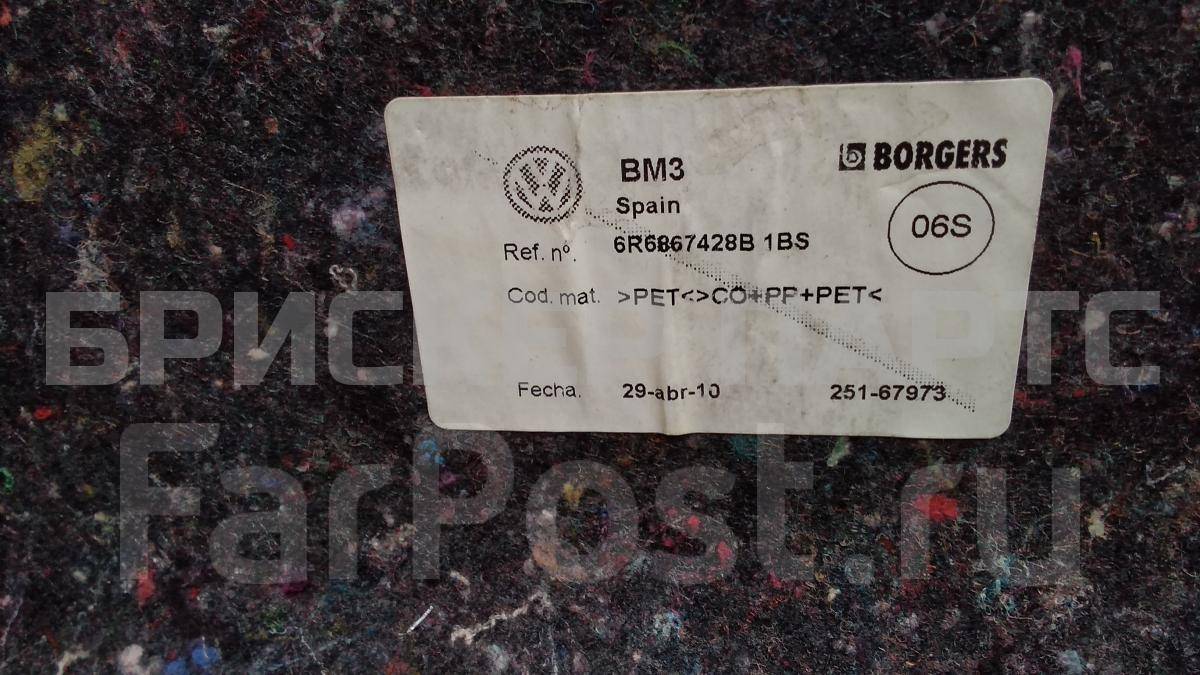 BM3
BORGERS
Spain
06S
Ref. nº. 6R6867428B 1BS
Cod. mat. >PET<>CO+PP+PET<
Fecha. 29-abr-10 251-67973
БРИСБЕРПАРТС
FarPost.ru